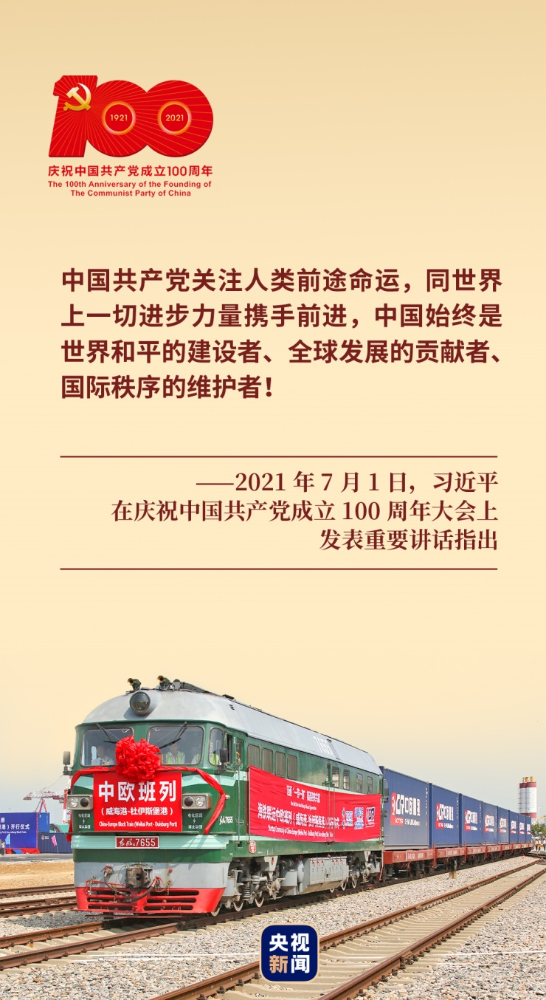 1921
2021
庆祝中国共产党成立100周年
The 100th Anniversary of the Founding of
The Communist Party of China
中国共产党关注人类前途命运，同世界
上一切进步力量携手前进，中国始终是
世界和平的建设者、全球发展的贡献者、
国际秩序的维护者！
——2021 年 7 月 1 日，习近平
在庆祝中国共产党成立 100 周年大会上
发表重要讲话指出
中欧班列
（威海港-杜伊斯堡港）
China-Europe Block Train (Weihai Port - Duisburg Port)
东风 7655
7655
央视
新闻